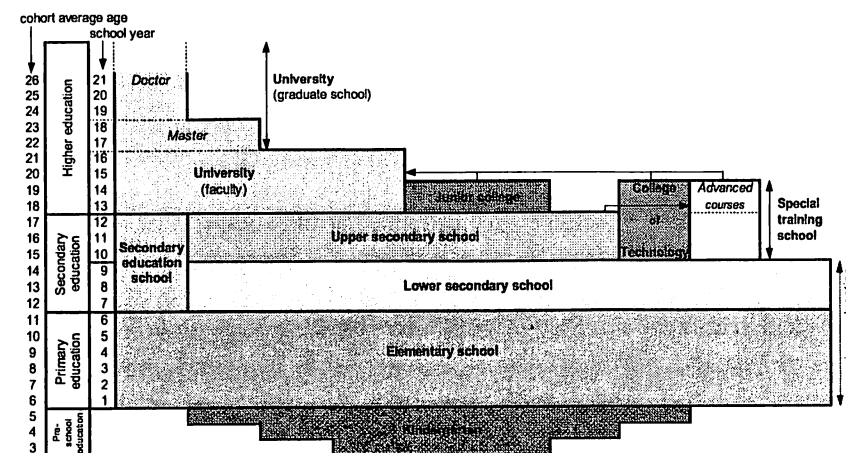 cohort average age
school year
26 21 Doctor
25 20
24 19
23 18 Master
22 17
21 16
20 15
19 14
18 13
Higher education
University
(graduate school)
University
(faculty)
Junior college
College
of
Technology
Advanced
courses
Special
training
school
17 12
16 11
15 10
14 9
13 8
12 7
Secondary
education
Secondary
education
school
Upper secondary school
Lower secondary school
11 6
10 5
9 4
8 3
7 2
6 1
Primary
education
Elementary school
5
4
3
Pre-
school
education
Kindergarten